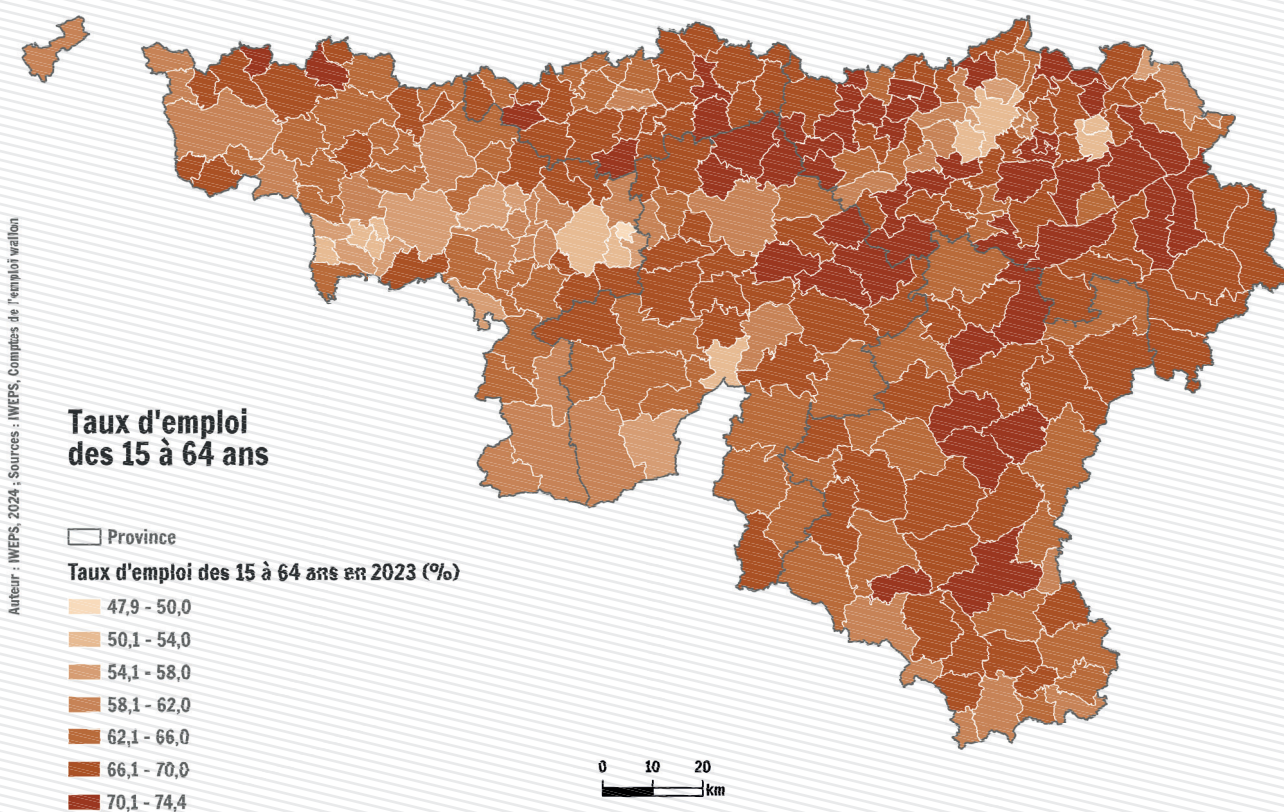 Taux d'emploi
des 15 à 64 ans
Province
Taux d'emploi des 15 à 64 ans en 2023 (%)
47,9 - 50,0
50,1 - 54,0
54,1 - 58,0
58,1 - 62,0
62,1 - 66,0
66,1 - 70,0
70,1 - 74,4
0 10 20
km
Auteur : IWEPS, 2024 ; Sources : IWEPS, Comptes de l'emploi wallon